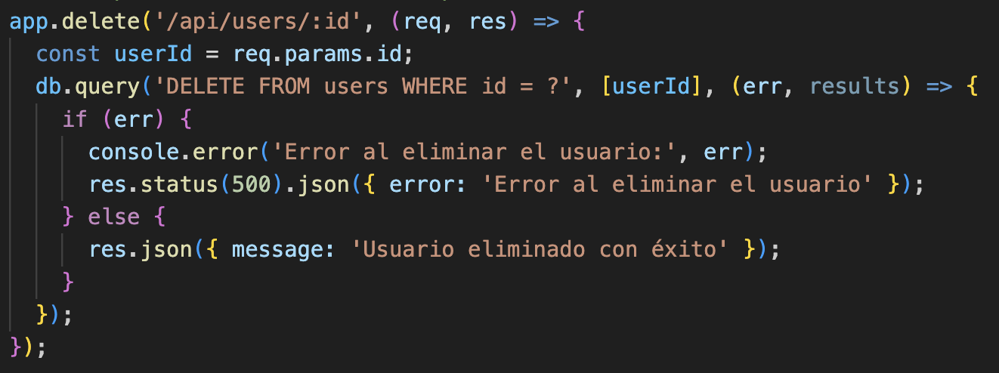 app.delete('/api/users/:id', (req, res) => {
  const userId = req.params.id;
  db.query('DELETE FROM users WHERE id = ?', [userId], (err, results) => {
    if (err) {
      console.error('Error al eliminar el usuario:', err);
      res.status(500).json({ error: 'Error al eliminar el usuario' });
    } else {
      res.json({ message: 'Usuario eliminado con éxito' });
    }
  });
});